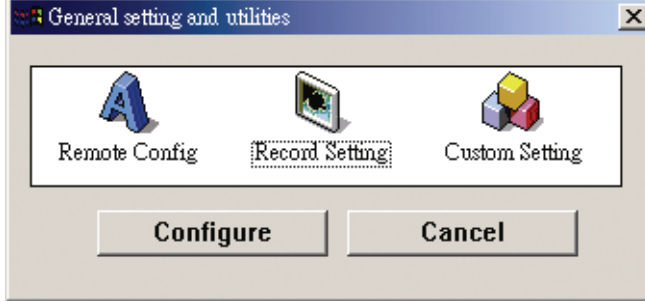 General setting and utilities
Remote Config Record Setting Custom Setting
Configure Cancel